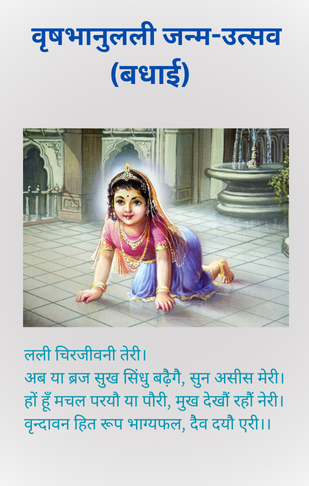 वृषभानुलली जन्म-उत्सव
(बधाई)
लली चिरजीवनी तेरी।
अब या ब्रज सुख सिंधु बढ़ैगै, सुन असीस मेरी।
हों हूँ मचल परयौ या पौरी, मुख देखौं रहौं नेरी।
वृन्दावन हित रूप भाग्यफल, दैव दयौ एरी।।